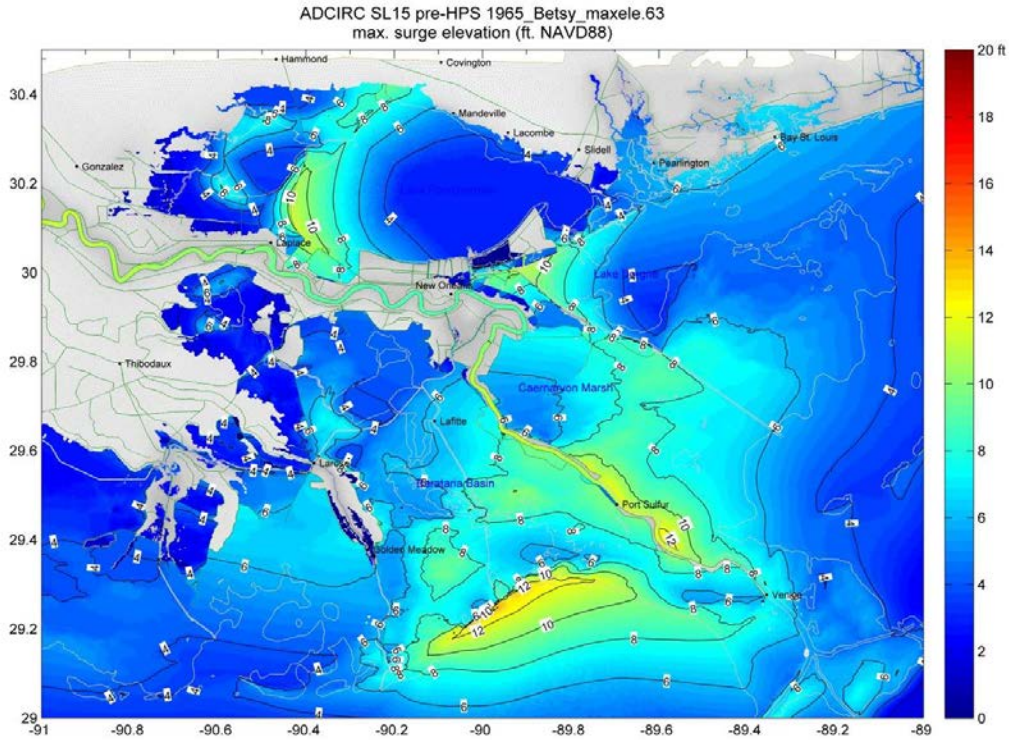 ADCIRC SL15 pre-HPS 1965_Betsy_maxele.63
max. surge elevation (ft. NAVD88)
20 ft
18
16
14
12
10
8
6
4
2
0
30.4
30.2
30
29.8
29.6
29.4
29.2
29
-91
-90.8
-90.6
-90.4
-90.2
-90
-89.8
-89.6
-89.4
-89.2
-89
Hammond
Covington
Mandeville
Lacombe
Slidell
Bay St. Louis
Pearlington
Gonzalez
Laplace
New Orleans
Thibodaux
Caernarvon Marsh
Lafitte
Barataria Basin
Port Sulfur
Golden Meadow
Venice